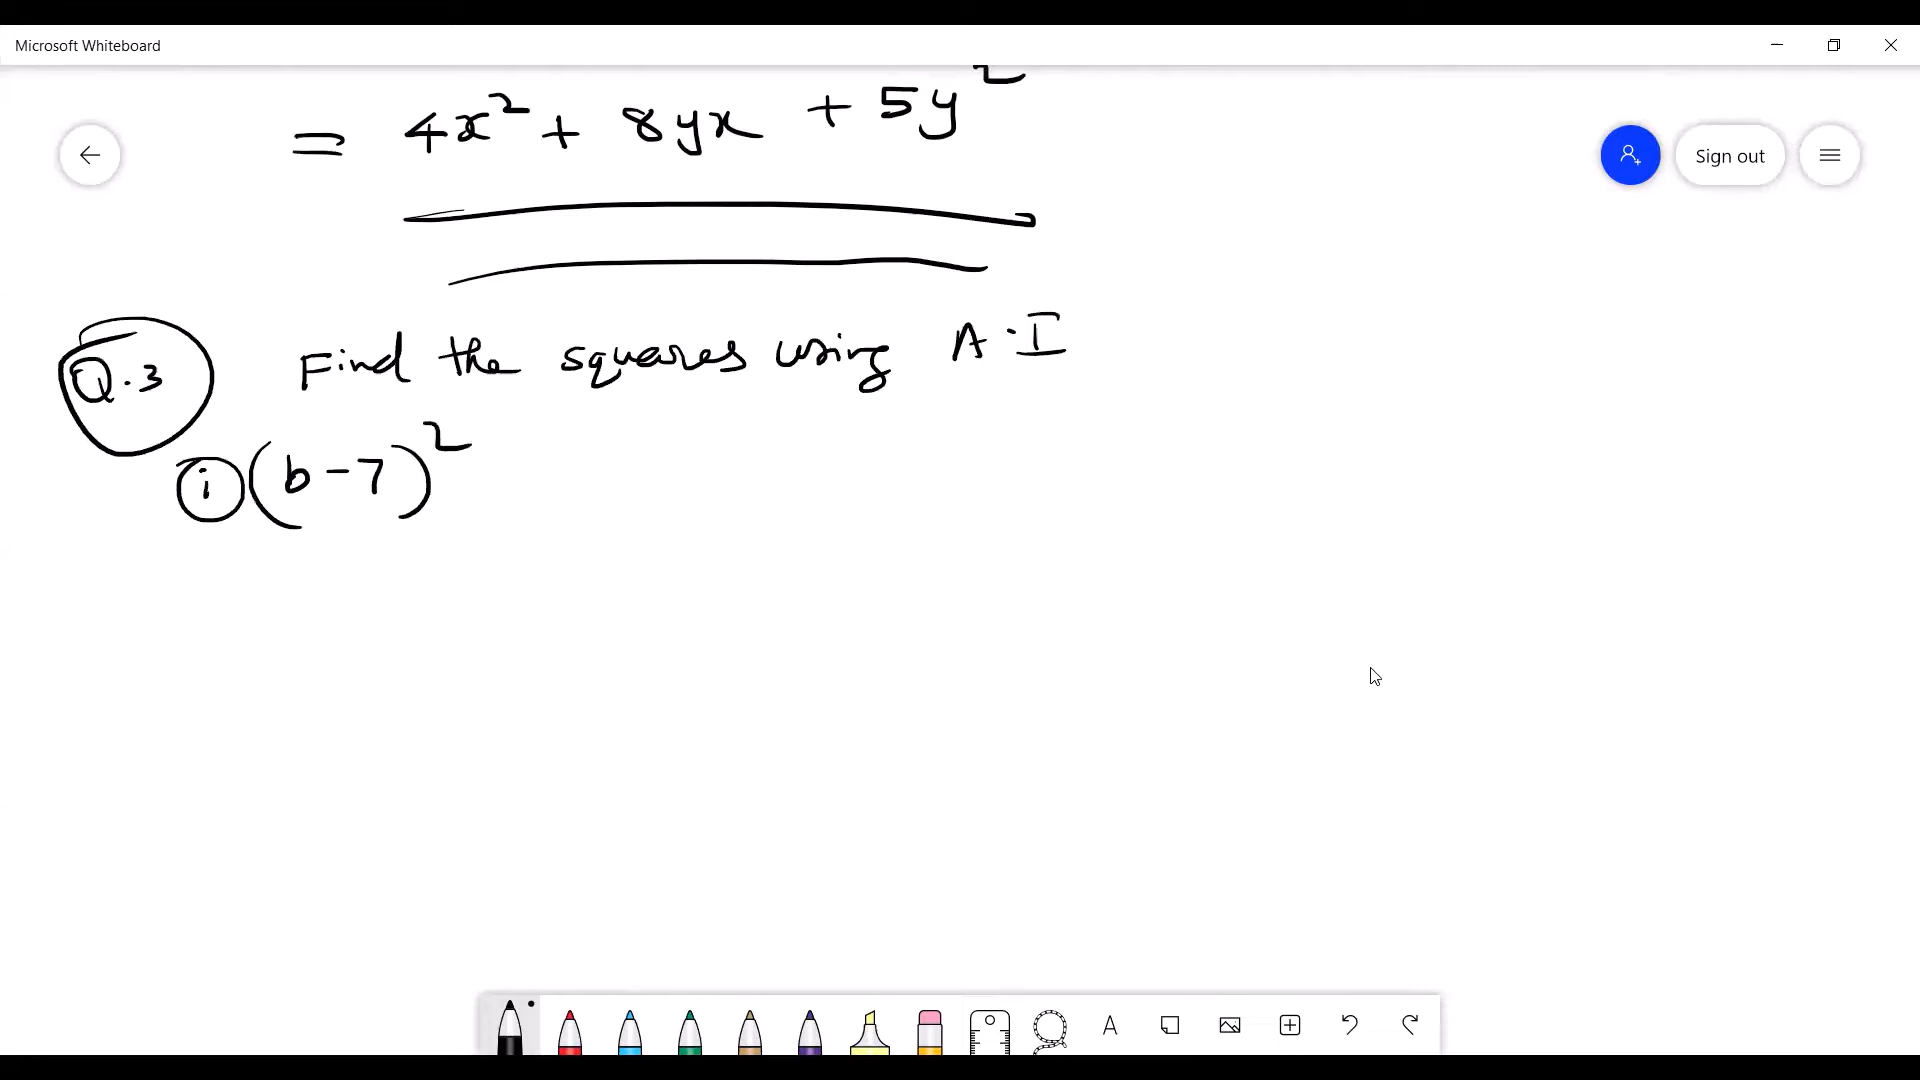 Microsoft Whiteboard
= 4x² + 8yx + 5y²
Sign out
Q.3 Find the squares using A.I
i (b-7)²
A